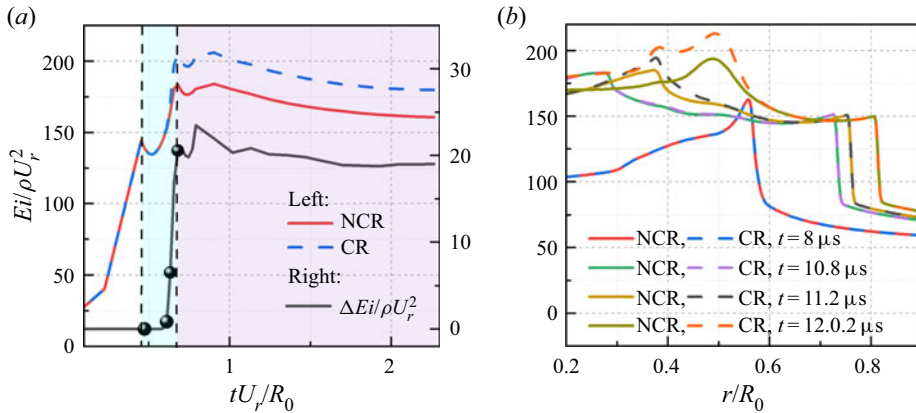 (a)
200
150
100
75
50
25
0
Ei/ρU_r^2
30
20
10
0
Left:
NCR
CR
Right:
ΔEi/ρU_r^2
1
2
tU_r/R_0
(b)
200
150
100
50
0
NCR, CR, t = 8 μs
NCR, CR, t = 10.8 μs
NCR, CR, t = 11.2 μs
NCR, CR, t = 12.0.2 μs
0.2
0.4
0.6
0.8
r/R_0